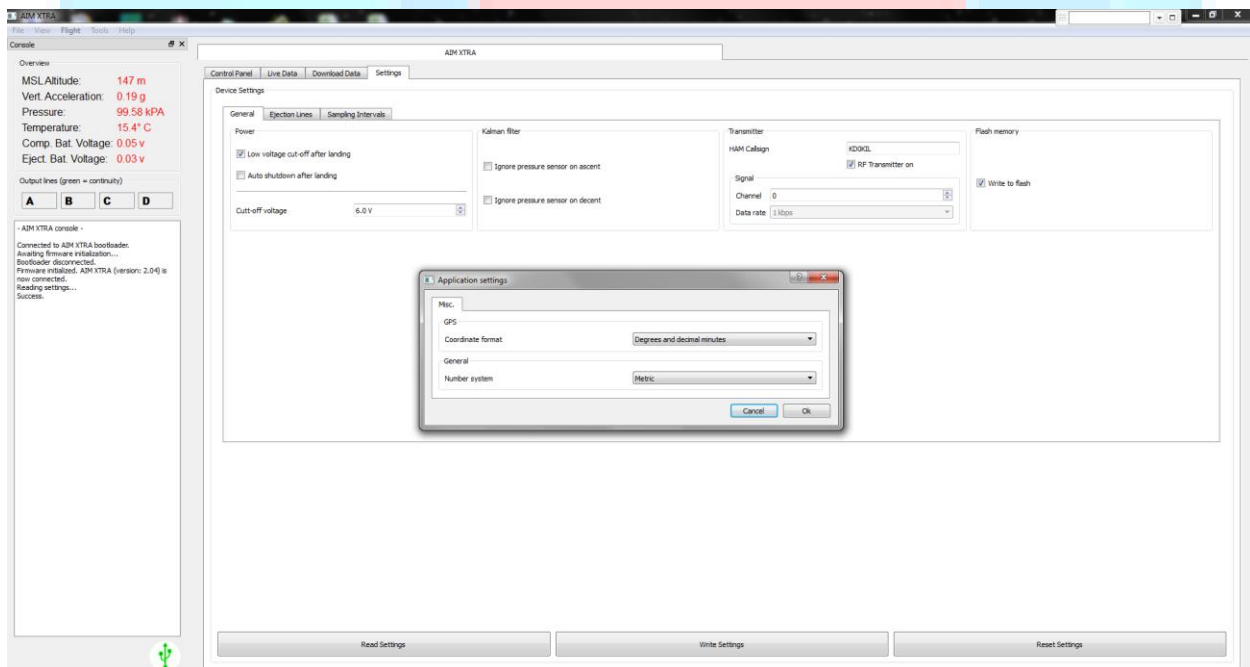 AIM XTRA
File View Flight Tools Help
Console
Overview
MSL Altitude: 147 m
Vert. Acceleration: 0.19 g
Pressure: 99.58 kPA
Temperature: 15.4° C
Comp. Bat. Voltage: 0.05 v
Eject. Bat. Voltage: 0.03 v
Output lines (green = continuity)
A B C D
- AIM XTRA console -
Connected to AIM XTRA bootloader.
Awaiting firmware initialization...
Bootloader disconnected.
Firmware initialized. AIM XTRA (version: 2.04) is
now connected.
Reading settings...
Success.
AIM XTRA
Control Panel Live Data Download Data Settings
Device Settings
General Ejection Lines Sampling Intervals
Power
Low voltage cut-off after landing
Auto shutdown after landing
Cutt-off voltage 6.0 V
Kalman filter
Ignore pressure sensor on ascent
Ignore pressure sensor on decent
Transmitter
HAM Callsign KD0KIL
RF Transmitter on
Signal
Channel 0
Data rate 1 kbps
Flash memory
Write to flash
Application settings
Misc.
GPS
Coordinate format Degrees and decimal minutes
General
Number system Metric
Cancel Ok
Read Settings Write Settings Reset Settings